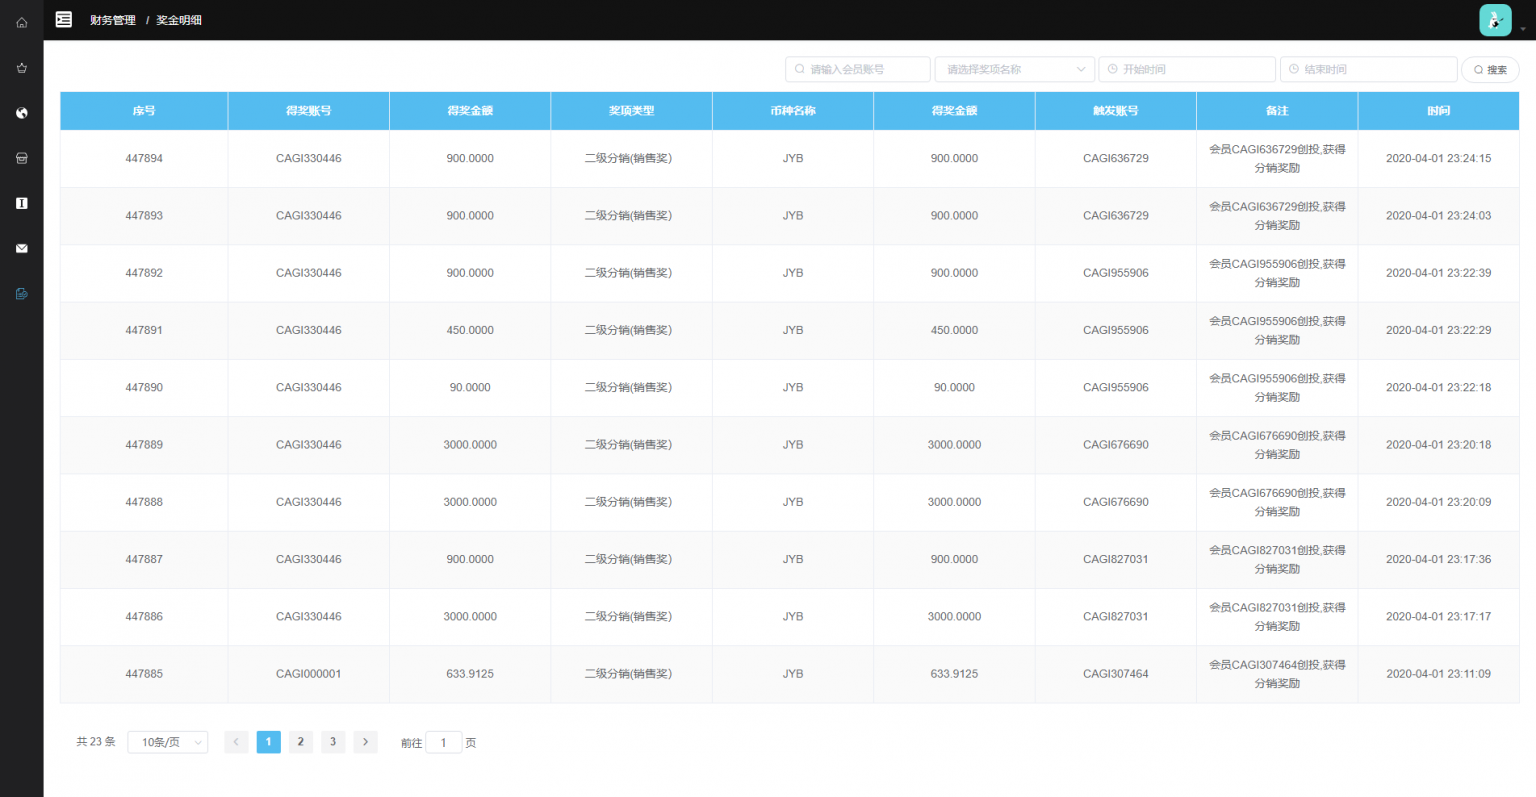 财务管理 / 奖金明细
请输入会员账号 请选择奖项名称 开始时间 结束时间 搜索
序号 得奖账号 得奖金额 奖项类型 币种名称 得奖金额 触发账号 备注 时间
447894 CAGI330446 900.0000 二级分销(销售奖) JYB 900.0000 CAGI636729 会员CAGI636729创投,获得 2020-04-01 23:24:15
分销奖励
447893 CAGI330446 900.0000 二级分销(销售奖) JYB 900.0000 CAGI636729 会员CAGI636729创投,获得 2020-04-01 23:24:03
分销奖励
447892 CAGI330446 900.0000 二级分销(销售奖) JYB 900.0000 CAGI955906 会员CAGI955906创投,获得 2020-04-01 23:22:39
分销奖励
447891 CAGI330446 450.0000 二级分销(销售奖) JYB 450.0000 CAGI955906 会员CAGI955906创投,获得 2020-04-01 23:22:29
分销奖励
447890 CAGI330446 90.0000 二级分销(销售奖) JYB 90.0000 CAGI955906 会员CAGI955906创投,获得 2020-04-01 23:22:18
分销奖励
447889 CAGI330446 3000.0000 二级分销(销售奖) JYB 3000.0000 CAGI676690 会员CAGI676690创投,获得 2020-04-01 23:20:18
分销奖励
447888 CAGI330446 3000.0000 二级分销(销售奖) JYB 3000.0000 CAGI676690 会员CAGI676690创投,获得 2020-04-01 23:20:09
分销奖励
447887 CAGI330446 900.0000 二级分销(销售奖) JYB 900.0000 CAGI827031 会员CAGI827031创投,获得 2020-04-01 23:17:36
分销奖励
447886 CAGI330446 3000.0000 二级分销(销售奖) JYB 3000.0000 CAGI827031 会员CAGI827031创投,获得 2020-04-01 23:17:17
分销奖励
447885 CAGI000001 633.9125 二级分销(销售奖) JYB 633.9125 CAGI307464 会员CAGI307464创投,获得 2020-04-01 23:11:09
分销奖励
共 23 条 10条/页 1 2 3 前往 1 页